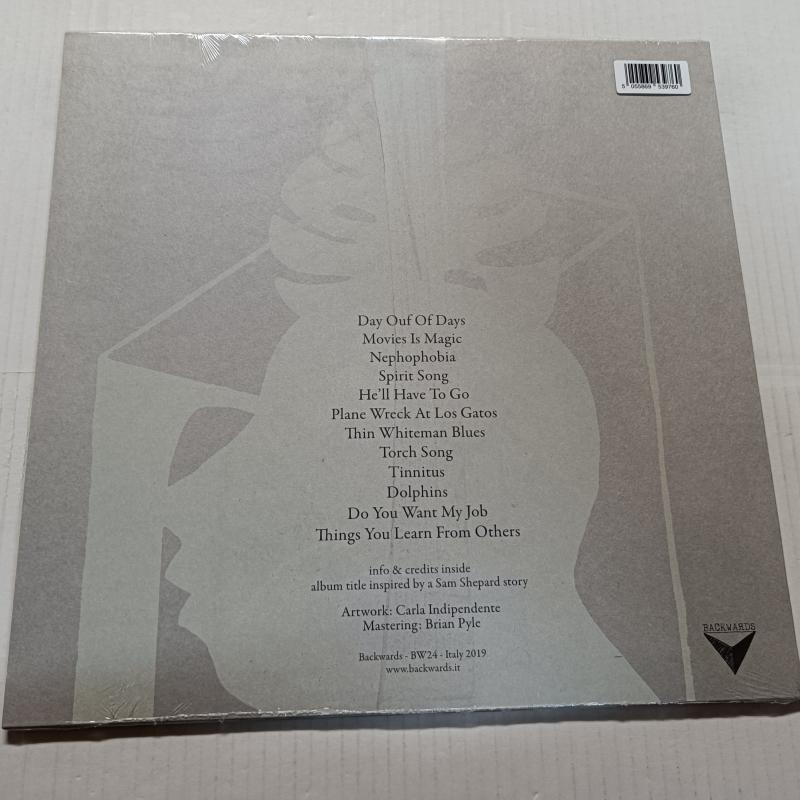 5 055869 539760
Day Ouf Of Days
Movies Is Magic
Nephophobia
Spirit Song
He'll Have To Go
Plane Wreck At Los Gatos
Thin Whiteman Blues
Torch Song
Tinnitus
Dolphins
Do You Want My Job
Things You Learn From Others
info & credits inside
album title inspired by a Sam Shepard story
Artwork: Carla Indipendente
Mastering: Brian Pyle
Backwards - BW24 - Italy 2019
www.backwards.it
BACKWARDS